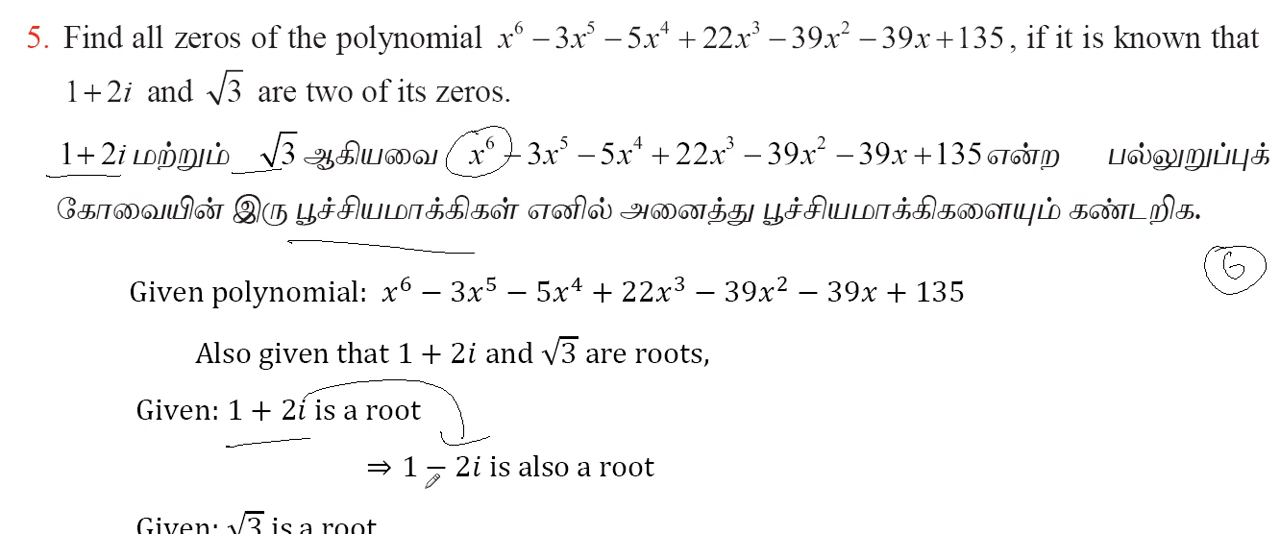 5. Find all zeros of the polynomial x⁶ − 3x⁵ − 5x⁴ + 22x³ − 39x² − 39x + 135, if it is known that
1+2i and √3 are two of its zeros.
1+2i மற்றும் √3 ஆகியவை x⁶ − 3x⁵ − 5x⁴ + 22x³ − 39x² − 39x + 135 என்ற பல்லுறுப்புக்
கோவையின் இரு பூச்சியமாக்கிகள் எனில் அனைத்து பூச்சியமாக்கிகளையும் கண்டறிக.
6
Given polynomial: x⁶ − 3x⁵ − 5x⁴ + 22x³ − 39x² − 39x + 135
Also given that 1 + 2i and √3 are roots,
Given: 1 + 2i is a root
⇒ 1 − 2i is also a root
Given: √3 is a root